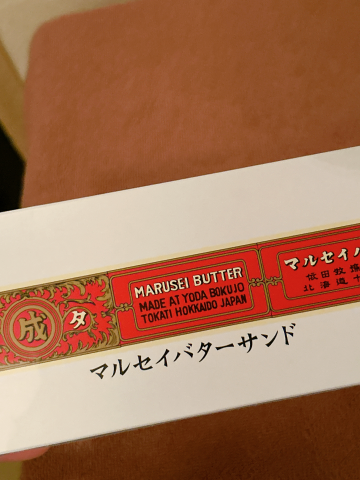 成
タ
MARUSEI BUTTER
MADE AT YODA BOKUJO
TOKATI HOKKAIDO JAPAN
マルセイバ
依田牧
北海道十
マルセイバターサンド